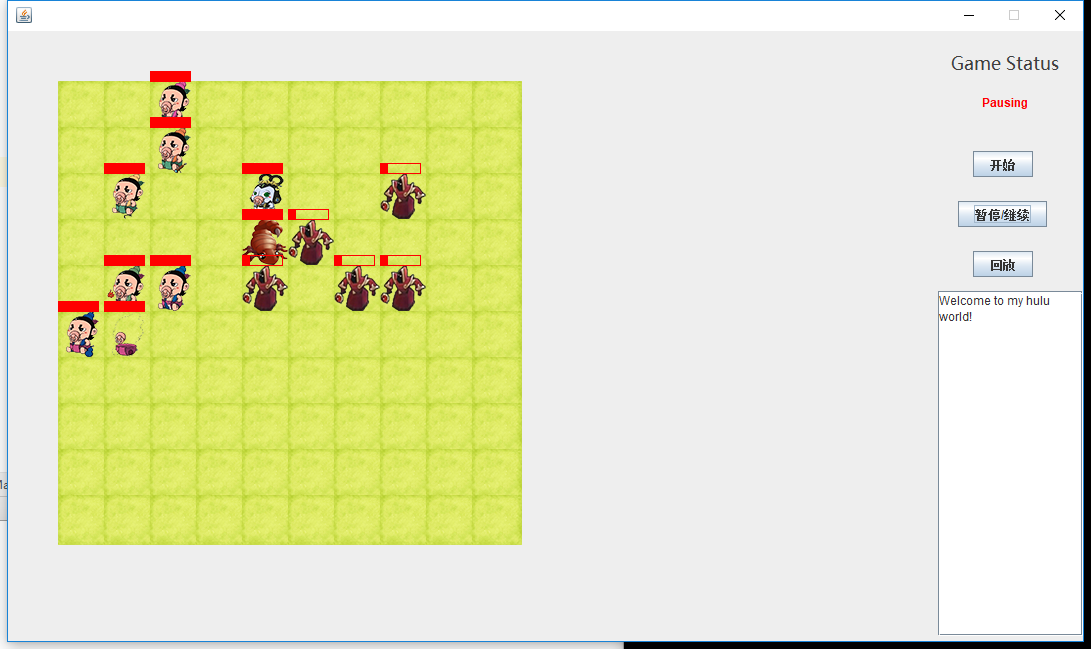 Game Status
Pausing
开始
暂停/继续
回放
Welcome to my hulu
world!